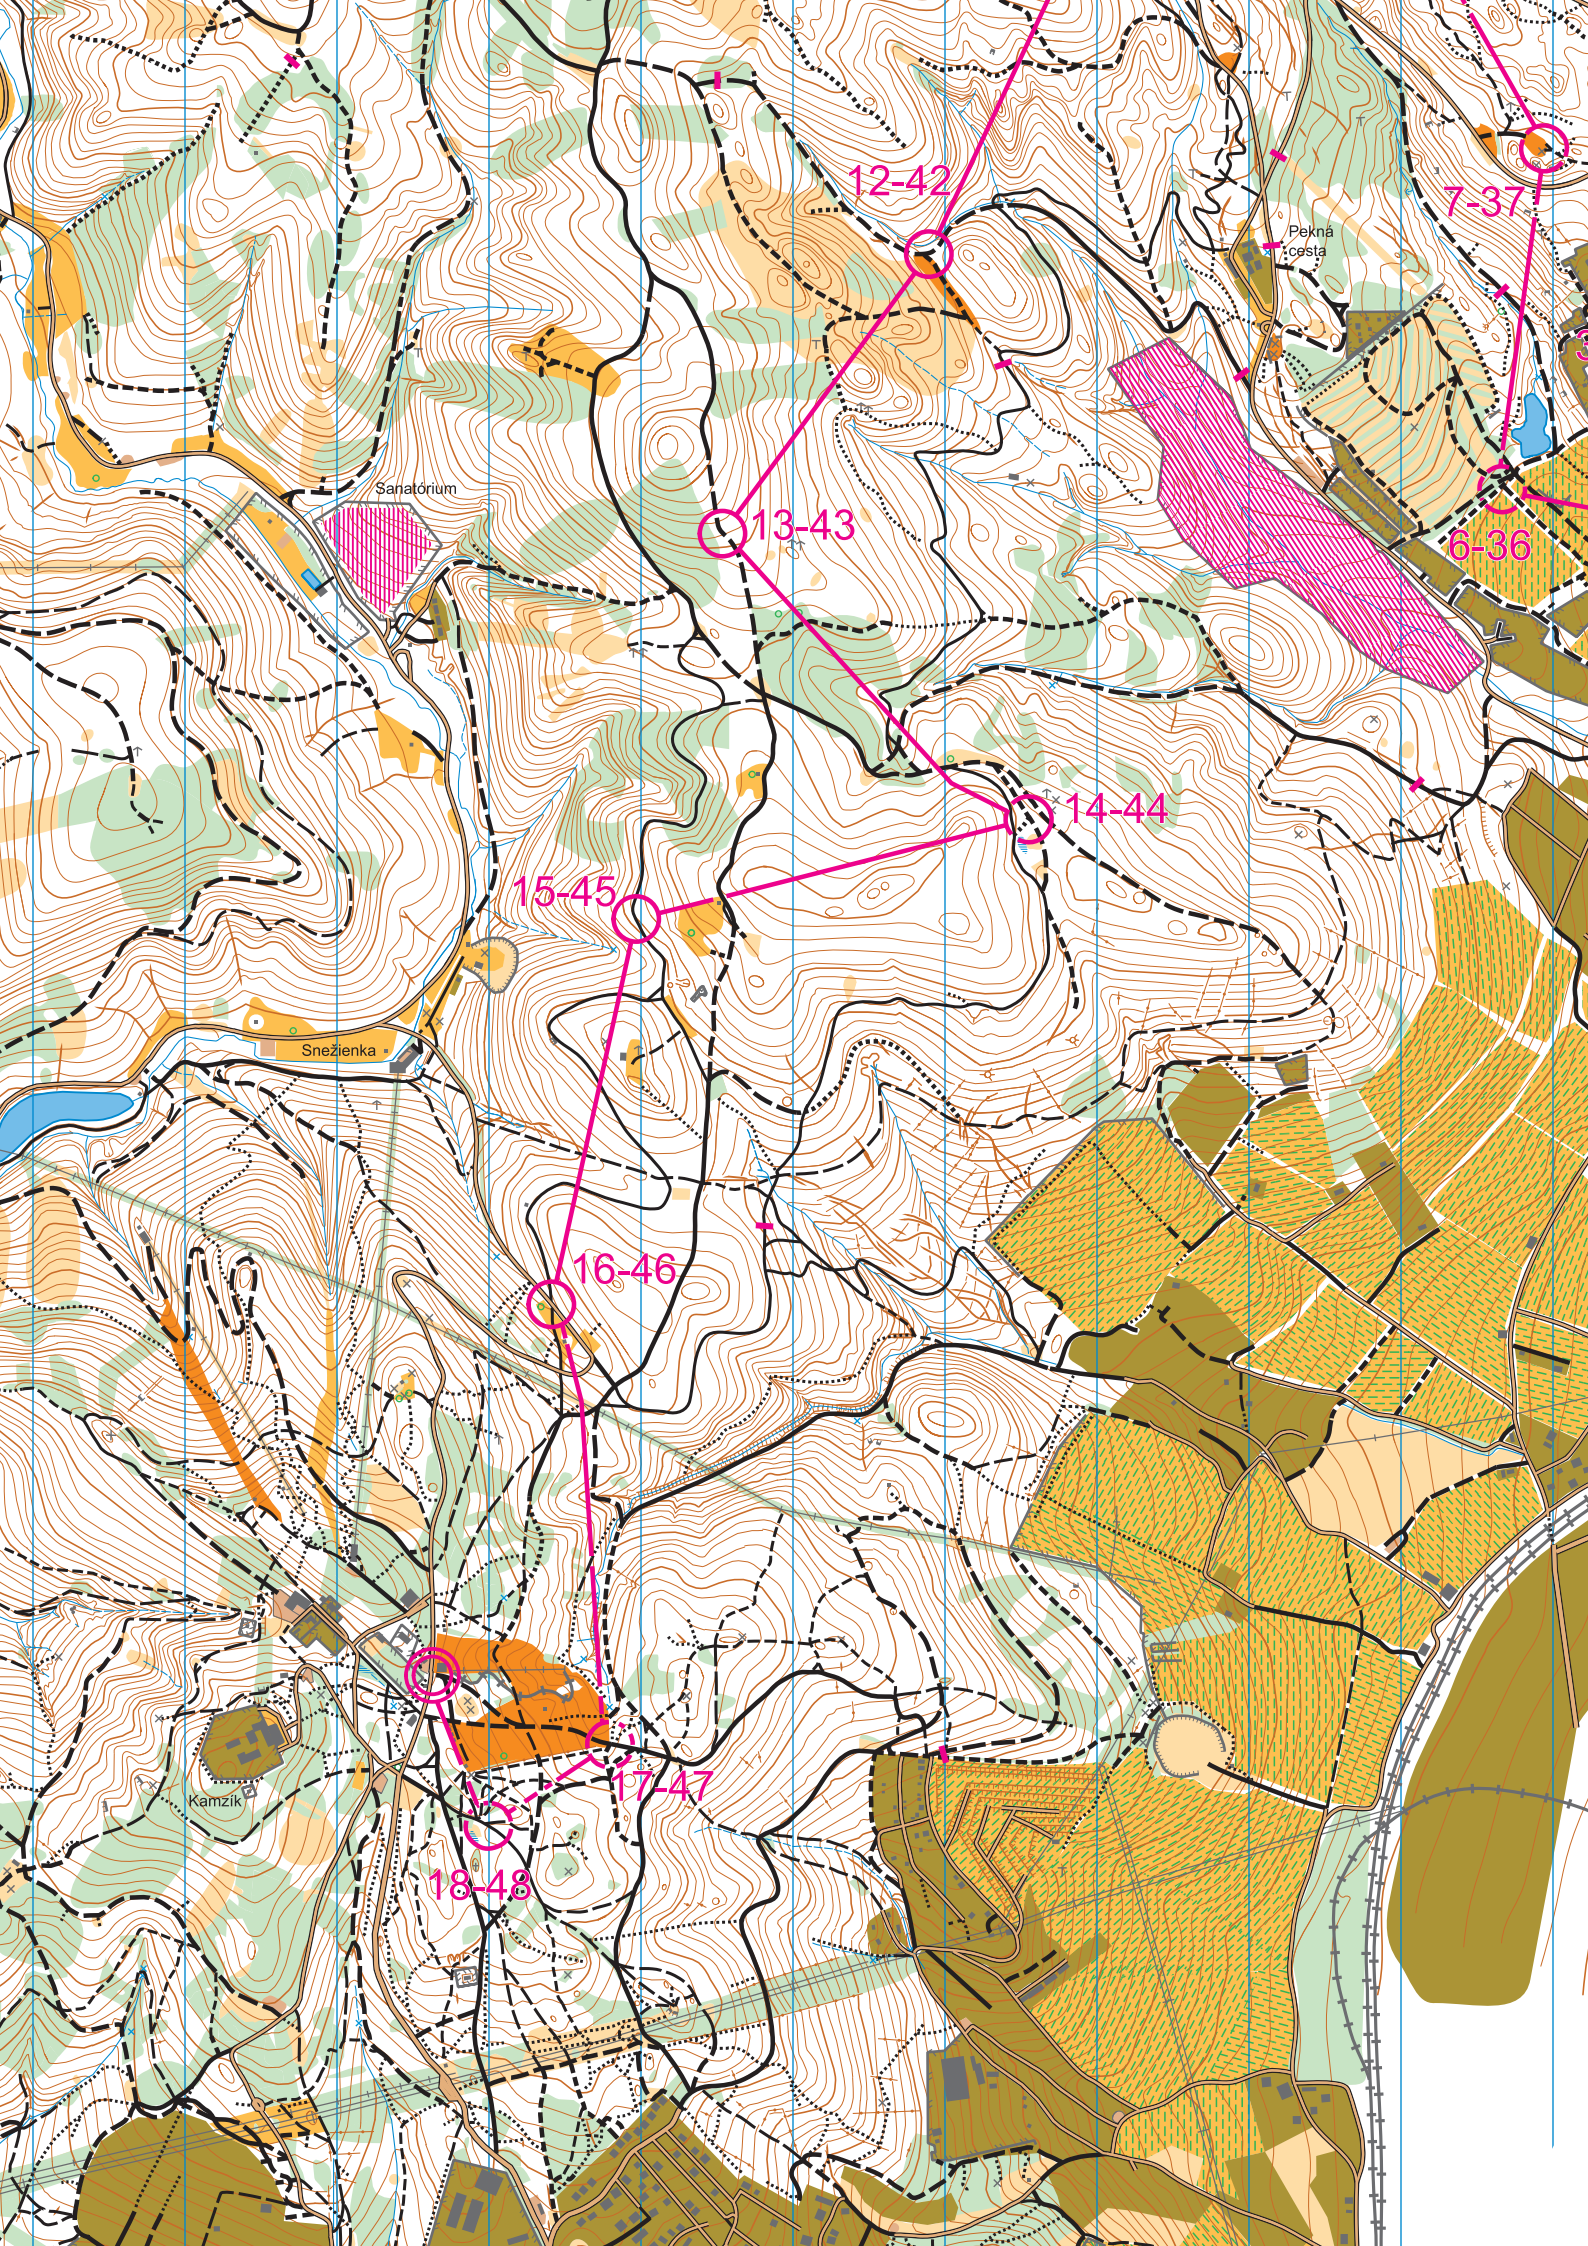 12-42
7-37
Pekná
cesta
3
Sanatórium
13-43
6-36
14-44
15-45
Snežienka
16-46
17-47
Kamzík
18-48